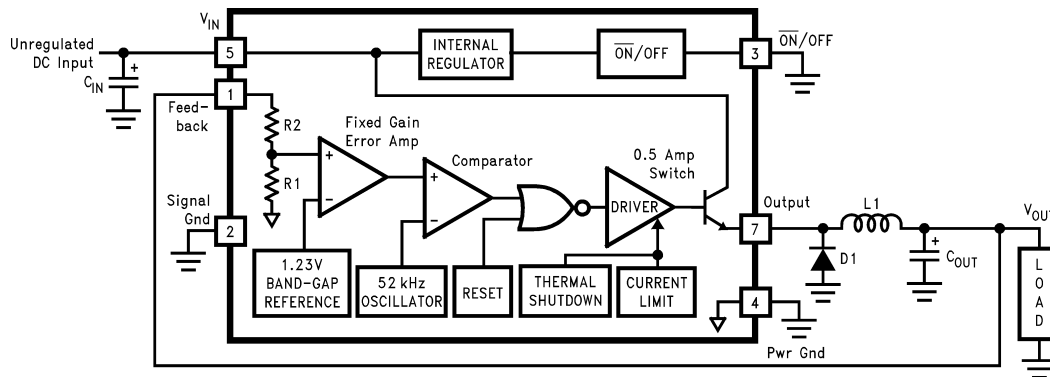 VIN
Unregulated
DC Input
CIN
+
5
INTERNAL
REGULATOR
ON/OFF
3
ON/OFF
1
Feed-
back
R2
R1
Fixed Gain
Error Amp
+
−
Comparator
+
−
0.5 Amp
Switch
DRIVER
Signal
Gnd
2
Output
7
L1
D1
+
COUT
VOUT
LOAD
1.23V
BAND-GAP
REFERENCE
52 kHz
OSCILLATOR
RESET
THERMAL
SHUTDOWN
CURRENT
LIMIT
4
Pwr Gnd